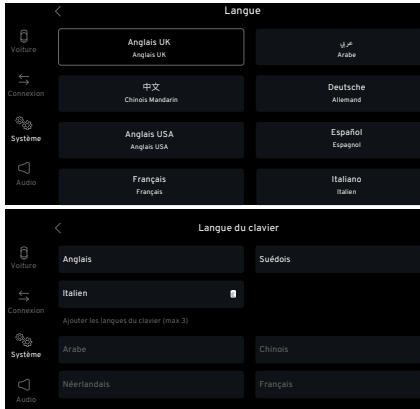 Langue
Voiture
Connexion
Système
Audio
Anglais UK
Anglais UK
عربي
Arabe
中文
Chinois Mandarin
Deutsche
Allemand
Anglais USA
Anglais USA
Español
Espagnol
Français
Français
Italiano
Italien
Langue du clavier
Voiture
Connexion
Système
Audio
Anglais
Suédois
Italien
Ajouter les langues du clavier (max 3)
Arabe
Chinois
Néerlandais
Français